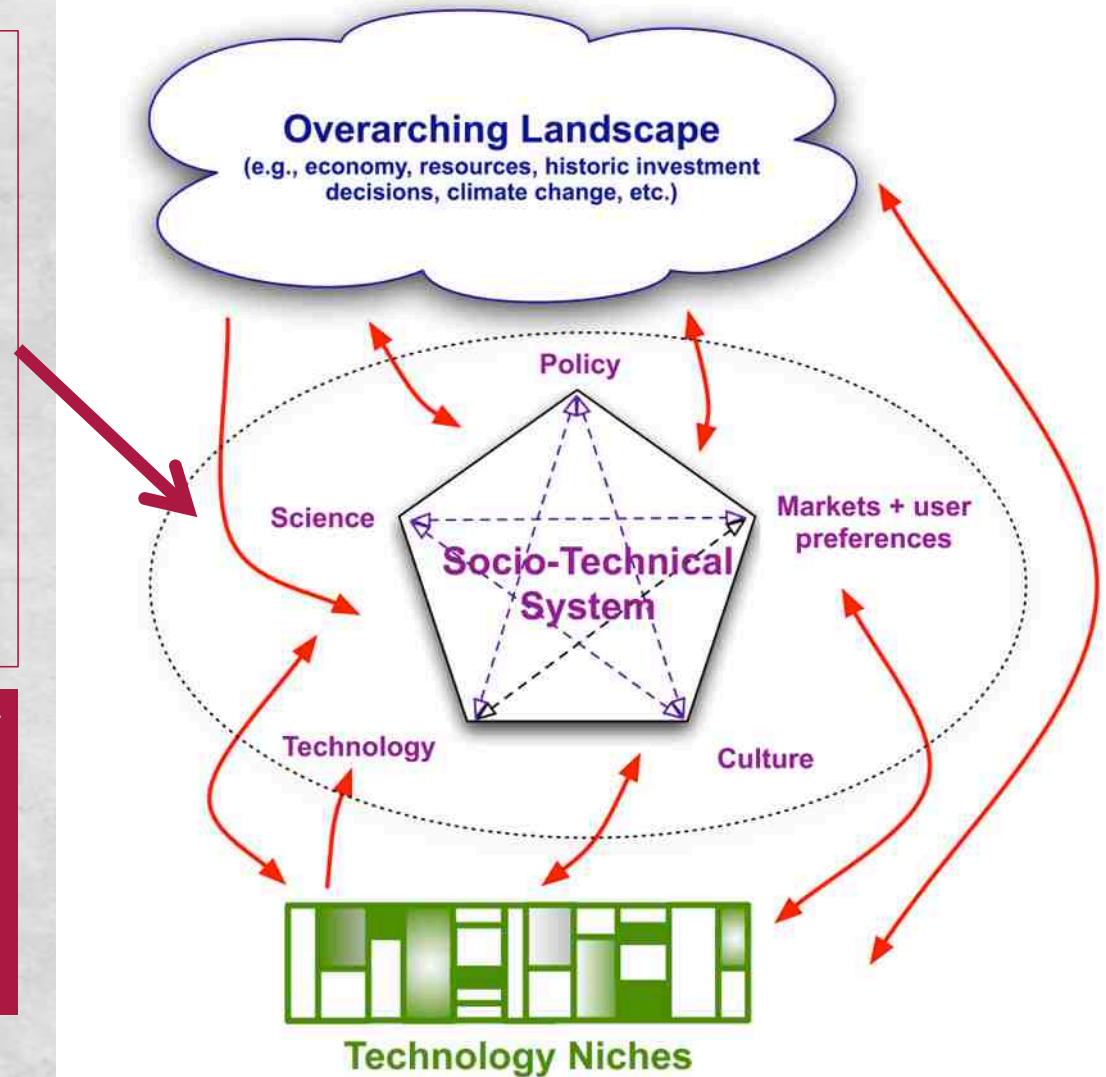 Overarching Landscape
(e.g., economy, resources, historic investment
decisions, climate change, etc.)
Policy
Science
Markets + user
preferences
Socio-Technical
System
Technology
Culture
Technology Niches